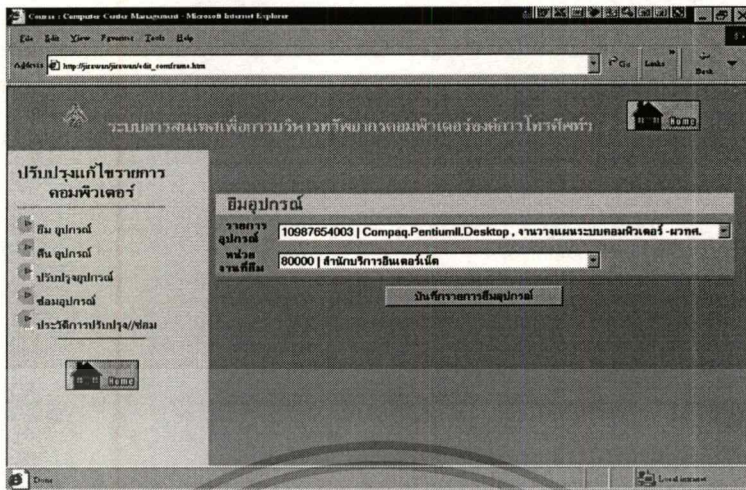 Course : Computer Center Management - Microsoft Internet Explorer
File Edit View Favorites Tools Help
Address http://jirawan/jirawan/edit_comframe.htm Go Links Back
ระบบสารสนเทศเพื่อการบริหารทรัพยากรคอมพิวเตอร์องค์การโทรศัพท์ฯ Home
ปรับปรุงแก้ไขรายการ
คอมพิวเตอร์
ยืม อุปกรณ์
คืน อุปกรณ์
ปรับปรุงอุปกรณ์
ซ่อมอุปกรณ์
ประวัติการปรับปรุง/ซ่อม
Home
ยืมอุปกรณ์
รายการ
อุปกรณ์
10987654003 | Compaq.PentiumII.Desktop , งานวางแผนระบบคอมพิวเตอร์ -ผวทศ.
หน่วย
งานที่ยืม
80000 | สำนักบริการอินเตอร์เน็ต
บันทึกรายการยืมอุปกรณ์
Done Local intranet